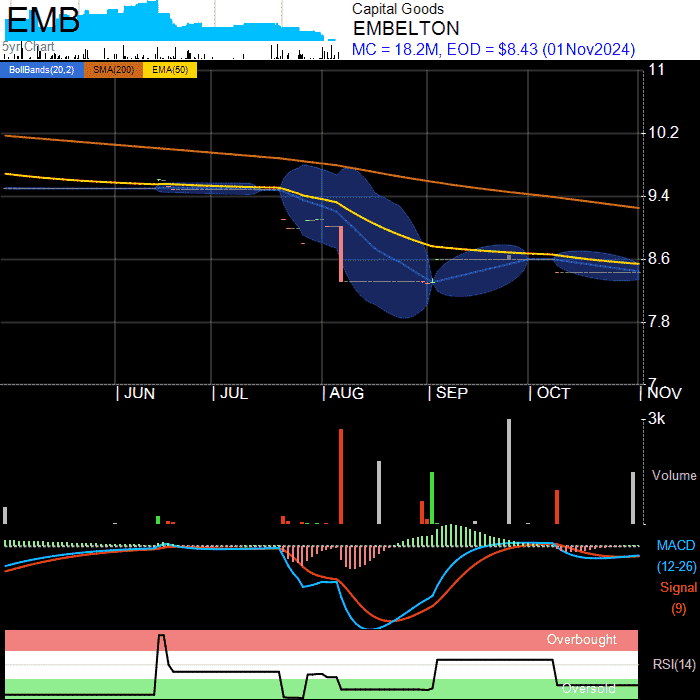 EMB
5yr Chart
Capital Goods
EMBELTON
MC = 18.2M, EOD = $8.43 (01Nov2024)
BollBands(20,2) SMA(200) EMA(50)
11
10.2
9.4
8.6
7.8
7
JUN JUL AUG SEP OCT NOV
3k
Volume
MACD
(12-26)
Signal
(9)
Overbought
RSI(14)
Oversold